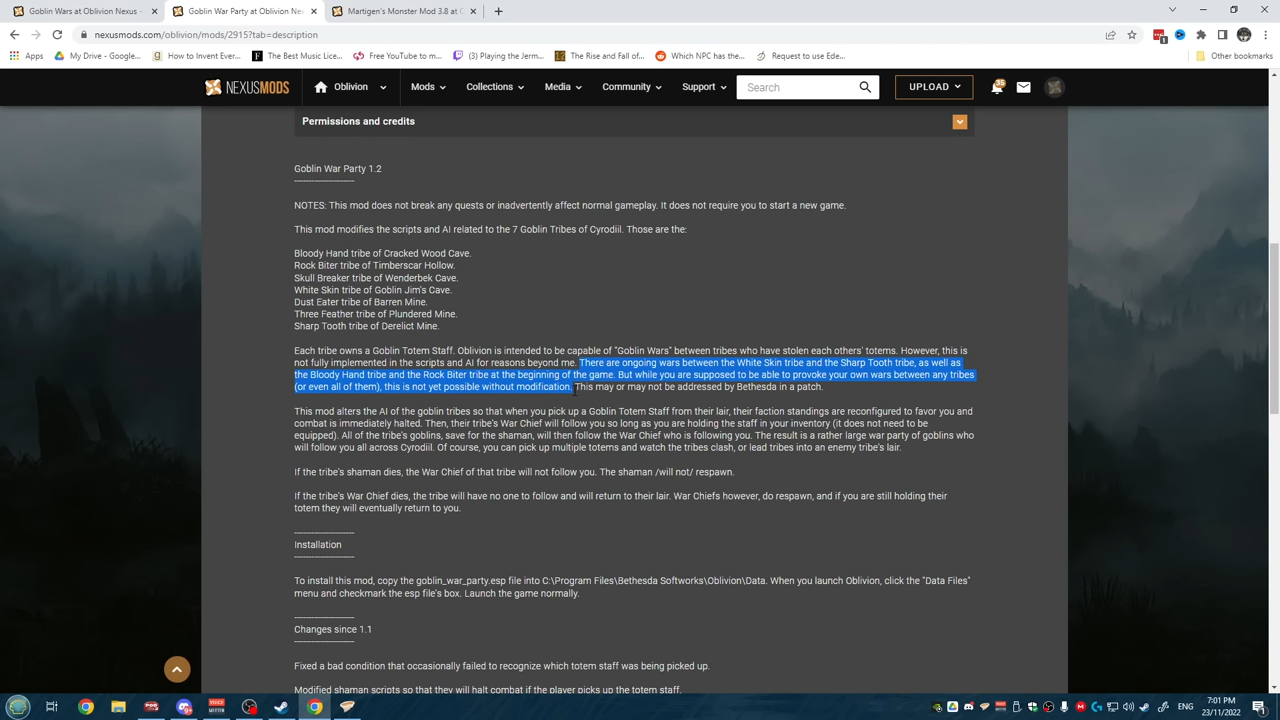 Goblin Wars at Oblivion Nexus -
Goblin War Party at Oblivion Nexu
Martigen's Monster Mod 3.8 at O
nexusmods.com/oblivion/mods/2915?tab=description
Apps
My Drive - Google...
How to Invent Ever...
The Best Music Lice...
Free YouTube to m...
(3) Playing the Jerm...
The Rise and Fall of...
Which NPC has the...
Request to use Ede...
Other bookmarks
NEXUSMODS
Oblivion
Mods
Collections
Media
Community
Support
Search
UPLOAD
35
Permissions and credits
Goblin War Party 1.2
--------------------
NOTES: This mod does not break any quests or inadvertently affect normal gameplay. It does not require you to start a new game.
This mod modifies the scripts and AI related to the 7 Goblin Tribes of Cyrodiil. Those are the:
Bloody Hand tribe of Cracked Wood Cave.
Rock Biter tribe of Timberscar Hollow.
Skull Breaker tribe of Wenderbek Cave.
White Skin tribe of Goblin Jim's Cave.
Dust Eater tribe of Barren Mine.
Three Feather tribe of Plundered Mine.
Sharp Tooth tribe of Derelict Mine.
Each tribe owns a Goblin Totem Staff. Oblivion is intended to be capable of "Goblin Wars" between tribes who have stolen each others' totems. However, this is
not fully implemented in the scripts and AI for reasons beyond me. There are ongoing wars between the White Skin tribe and the Sharp Tooth tribe, as well as
the Bloody Hand tribe and the Rock Biter tribe at the beginning of the game. But while you are supposed to be able to provoke your own wars between any tribes
(or even all of them), this is not yet possible without modification. This may or may not be addressed by Bethesda in a patch.
This mod alters the AI of the goblin tribes so that when you pick up a Goblin Totem Staff from their lair, their faction standings are reconfigured to favor you and
combat is immediately halted. Then, their tribe's War Chief will follow you so long as you are holding the staff in your inventory (it does not need to be
equipped). All of the tribe's goblins, save for the shaman, will then follow the War Chief who is following you. The result is a rather large war party of goblins who
will follow you all across Cyrodiil. Of course, you can pick up multiple totems and watch the tribes clash, or lead tribes into an enemy tribe's lair.
If the tribe's shaman dies, the War Chief of that tribe will not follow you. The shaman /will not/ respawn.
If the tribe's War Chief dies, the tribe will have no one to follow and will return to their lair. War Chiefs however, do respawn, and if you are still holding their
totem they will eventually return to you.
--------------------
Installation
--------------------
To install this mod, copy the goblin_war_party.esp file into C:\Program Files\Bethesda Softworks\Oblivion\Data. When you launch Oblivion, click the "Data Files"
menu and checkmark the esp file's box. Launch the game normally.
--------------------
Changes since 1.1
--------------------
Fixed a bad condition that occasionally failed to recognize which totem staff was being picked up.
Modified shaman scripts so that they will halt combat if the player picks up the totem staff.
ENG
7:01 PM
23/11/2022